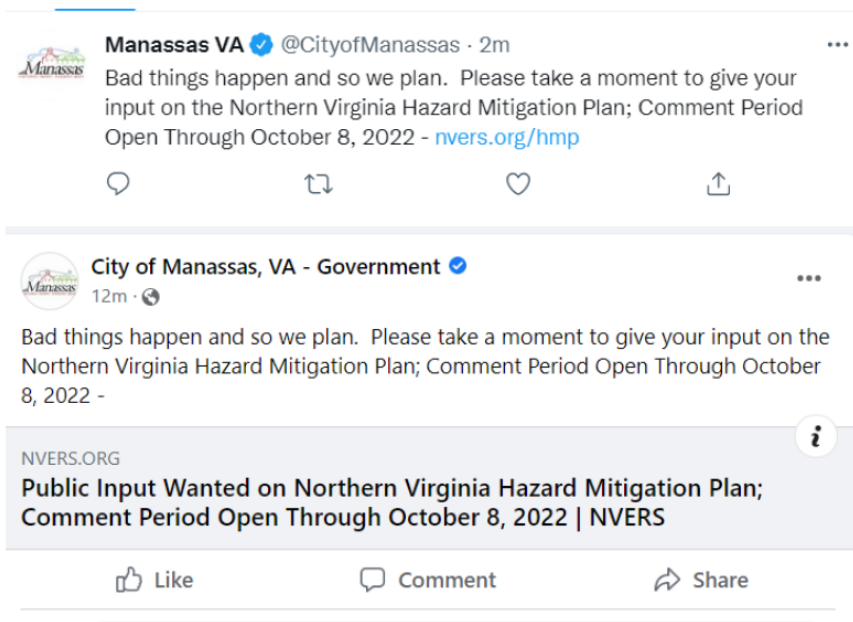 Manassas
Manassas VA @CityofManassas · 2m
Bad things happen and so we plan.  Please take a moment to give your
input on the Northern Virginia Hazard Mitigation Plan; Comment Period
Open Through October 8, 2022 - nvers.org/hmp
Manassas
City of Manassas, VA - Government
12m ·
Bad things happen and so we plan.  Please take a moment to give your input on the
Northern Virginia Hazard Mitigation Plan; Comment Period Open Through October
8, 2022 -
i
NVERS.ORG
Public Input Wanted on Northern Virginia Hazard Mitigation Plan;
Comment Period Open Through October 8, 2022 | NVERS
Like Comment Share